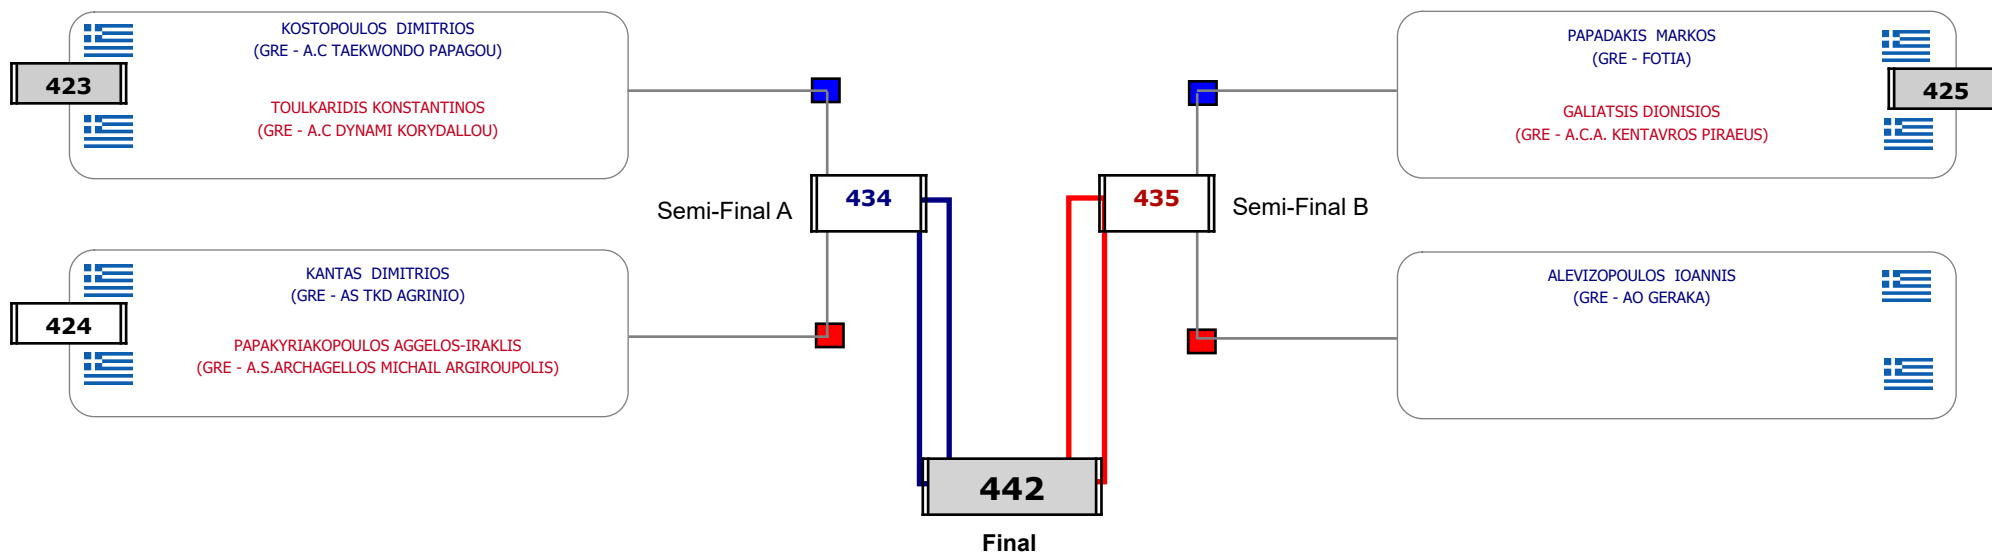 KOSTOPOULOS DIMITRIOS
(GRE - A.C TAEKWONDO PAPAGOU)
423
TOULKARIDIS KONSTANTINOS
(GRE - A.C DYNAMI KORYDALLOU)
PAPADAKIS MARKOS
(GRE - FOTIA)
425
GALIATSIS DIONISIOS
(GRE - A.C.A. KENTAVROS PIRAEUS)
Semi-Final A
434
435
Semi-Final B
KANTAS DIMITRIOS
(GRE - AS TKD AGRINIO)
424
PAPAKYRIAKOPOULOS AGGELOS-IRAKLIS
(GRE - A.S.ARCHAGELLOS MICHAIL ARGIROUPOLIS)
ALEVIZOPOULOS IOANNIS
(GRE - AO GERAKA)
442
Final